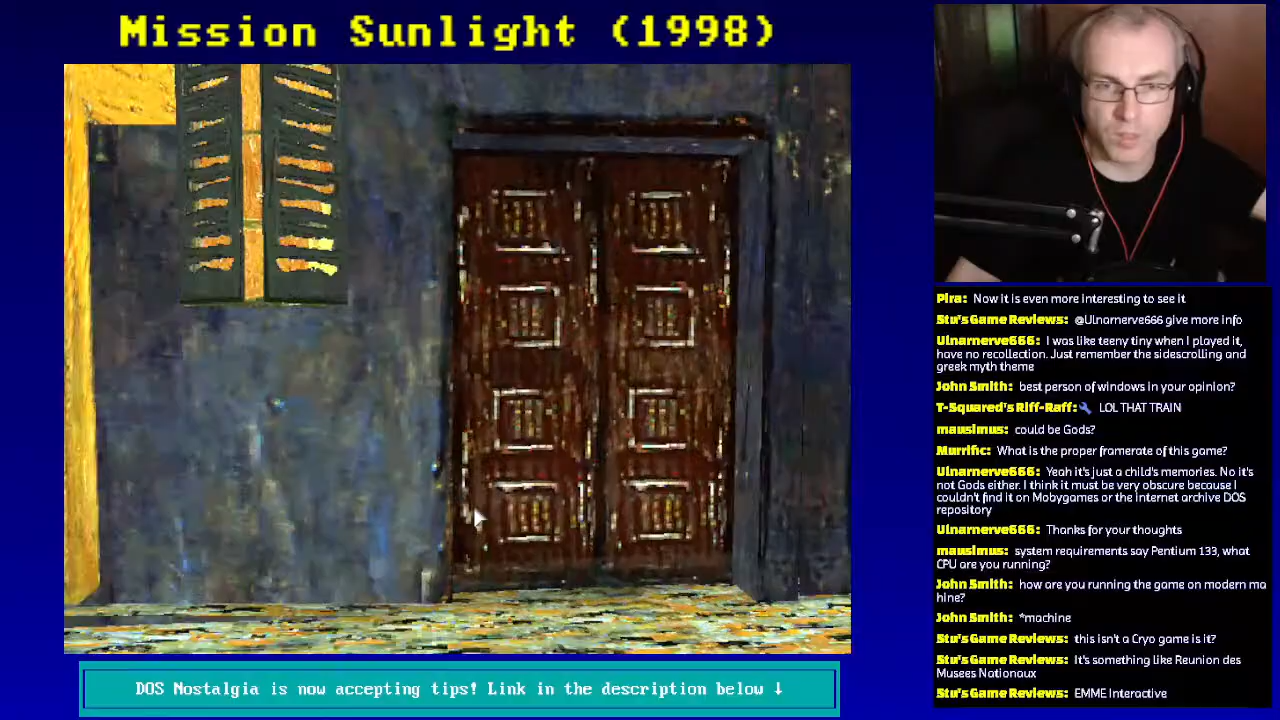 Mission Sunlight (1998)
Pira: Now it is even more interesting to see it
Stu's Game Reviews: @Ulnarnerve666 give more info
Ulnarnerve666: I was like teeny tiny when I played it,
have no recollection. Just remember the sidescrolling and
greek myth theme
John Smith: best person of windows in your opinion?
T-Squared's Riff-Raff: LOL THAT TRAIN
mausimus: could be Gods?
Murrific: What is the proper framerate of this game?
Ulnarnerve666: Yeah it's just a child's memories. No it's
not Gods either. I think it must be very obscure because I
couldn't find it on Mobygames or the Internet archive DOS
repository
Ulnarnerve666: Thanks for your thoughts
mausimus: system requirements say Pentium 133, what
CPU are you running?
John Smith: how are you running the game on modern ma
hine?
John Smith: *machine
Stu's Game Reviews: this isn't a Cryo game is it?
Stu's Game Reviews: It's something like Reunion des
Musees Nationaux
Stu's Game Reviews: EMME Interactive
DOS Nostalgia is now accepting tips! Link in the description below ↓